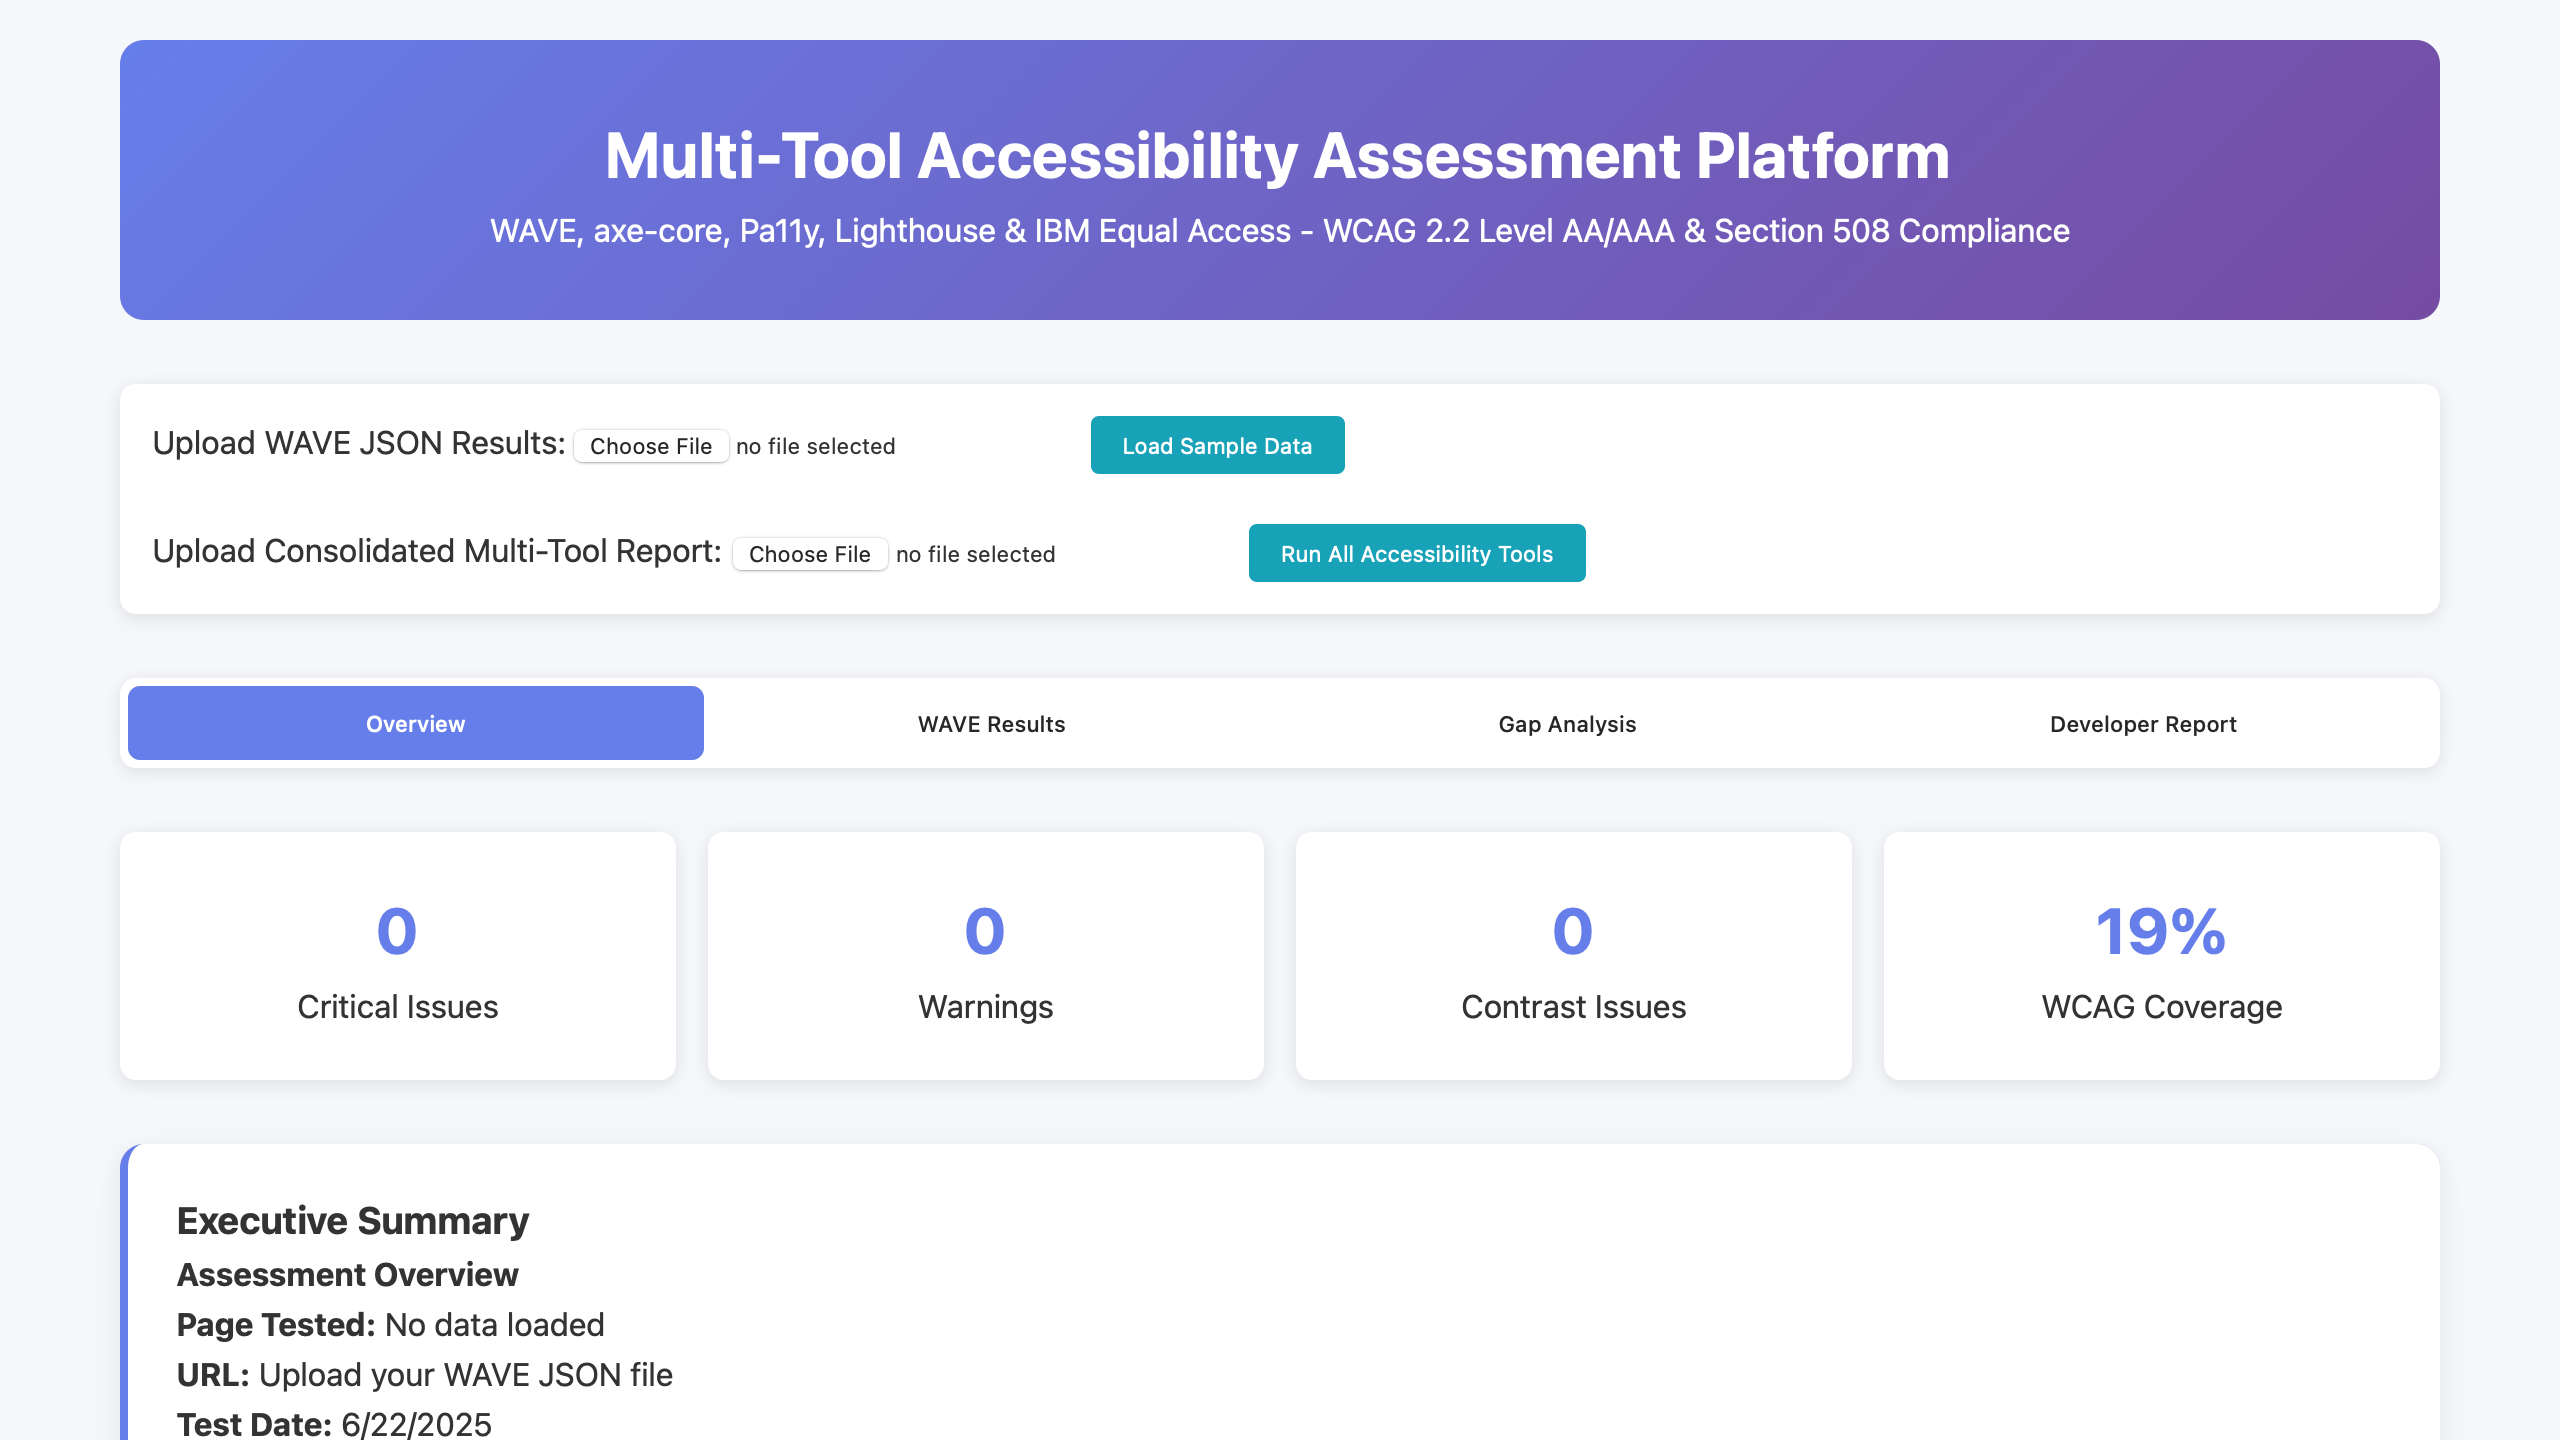 Multi-Tool Accessibility Assessment Platform
WAVE, axe-core, Pa11y, Lighthouse & IBM Equal Access - WCAG 2.2 Level AA/AAA & Section 508 Compliance
Upload WAVE JSON Results: Choose File no file selected Load Sample Data
Upload Consolidated Multi-Tool Report: Choose File no file selected Run All Accessibility Tools
Overview WAVE Results Gap Analysis Developer Report
0 0 0 19%
Critical Issues Warnings Contrast Issues WCAG Coverage
Executive Summary
Assessment Overview
Page Tested: No data loaded
URL: Upload your WAVE JSON file
Test Date: 6/22/2025